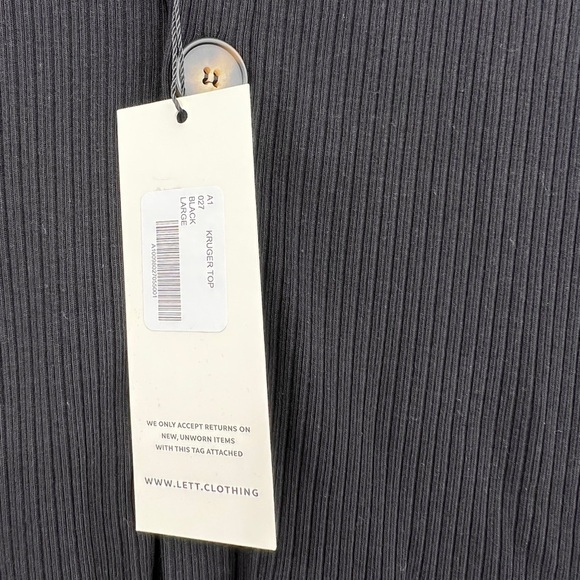 A1
027 KRUGER TOP
BLACK
LARGE
WE ONLY ACCEPT RETURNS ON
NEW, UNWORN ITEMS
WITH THIS TAG ATTACHED
WWW.LETT.CLOTHING